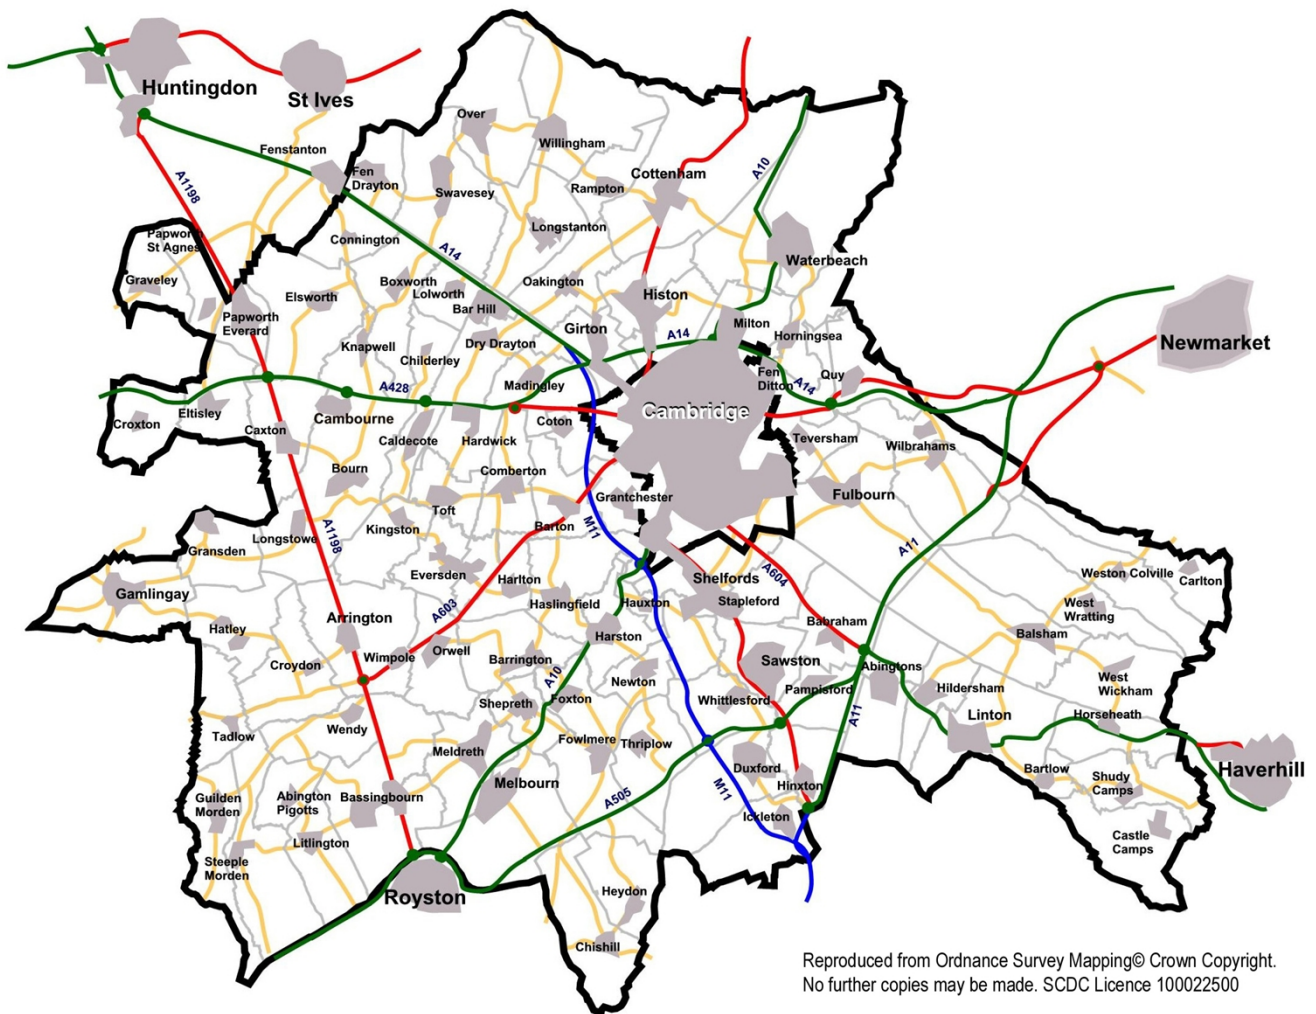 Huntingdon
St Ives
Over
Willingham
Fenstanton
Fen
Drayton
Swavesey
Rampton
Cottenham
A10
A1198
Papworth
St Agnes
Connington
Longstanton
Waterbeach
A14
Graveley
Elsworth
Boxworth
Lolworth
Oakington
Histon
Bar Hill
Papworth
Everard
Girton
A14
Milton
Horningsea
Newmarket
Knapwell
Childerley
Dry Drayton
Madingley
Fen
Ditton
A14
Quy
A428
Croxton
Eltisley
Cambourne
Cambridge
Caxton
Caldecote
Hardwick
Coton
Teversham
Wilbrahams
Bourn
Comberton
Grantchester
Fulbourn
Toft
Barton
M11
Kingston
A1198
Longstowe
Gransden
A11
Eversden
Harlton
Shelfords
A604
Weston Colville
Carlton
Gamlingay
Haslingfield
Hauxton
Stapleford
West
Wratting
A603
Arrington
Hatley
Harston
Babraham
Balsham
Croydon
Wimpole
Orwell
Barrington
Sawston
Abingtons
Newton
Pampisford
Hildersham
West
Wickham
A10
Foxton
Whittlesford
Shepreth
Linton
Horseheath
A11
Tadlow
Wendy
Meldreth
Fowlmere
Thriplow
Duxford
Bartlow
Shudy
Camps
Haverhill
Melbourn
Hinxton
M11
Guilden
Morden
Abington
Pigotts
Bassingbourn
A505
Ickleton
Litlington
Castle
Camps
Steeple
Morden
Royston
Heydon
Chishill
Reproduced from Ordnance Survey Mapping© Crown Copyright.
No further copies may be made. SCDC Licence 100022500